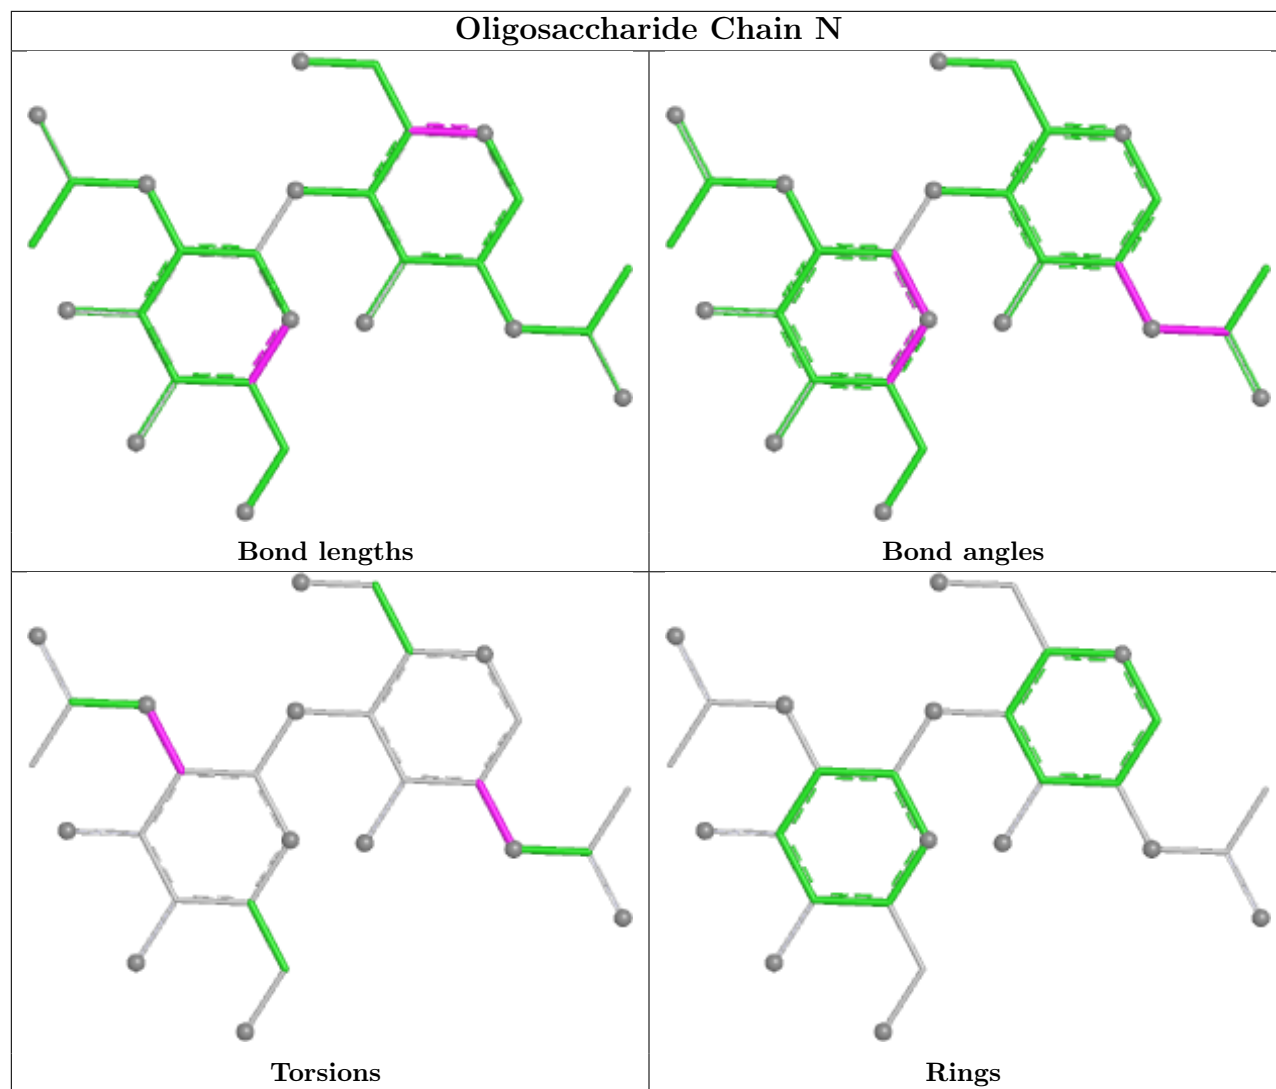 Oligosaccharide Chain N
Bond lengths
Bond angles
Torsions
Rings